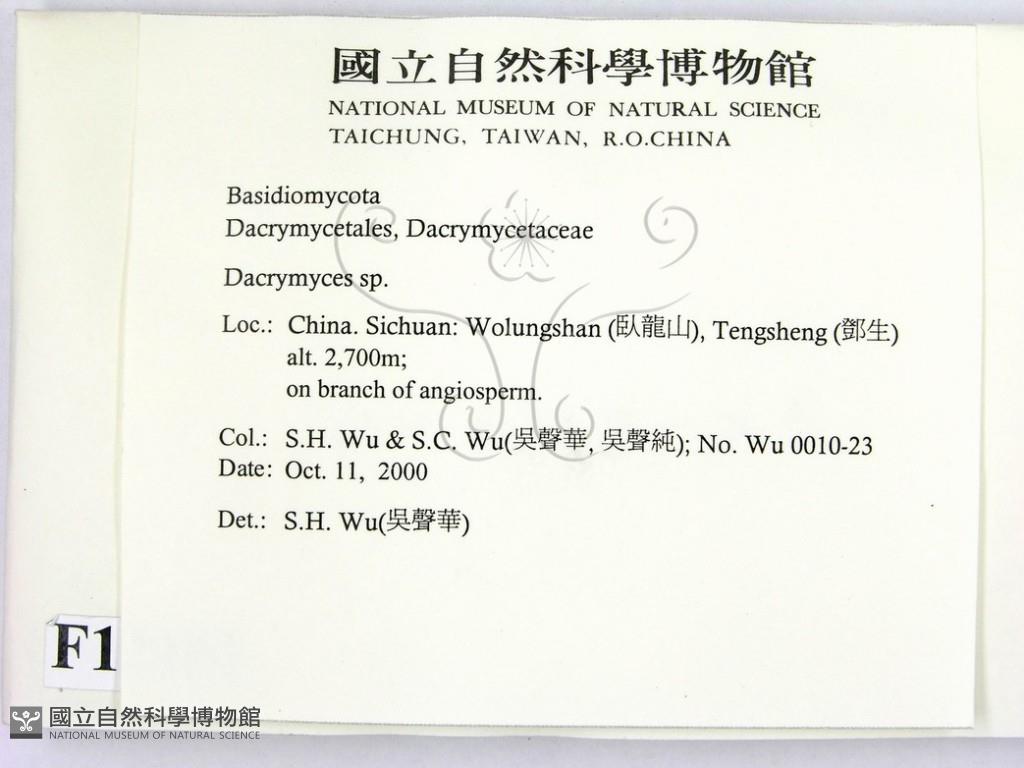 國立自然科學博物館
NATIONAL MUSEUM OF NATURAL SCIENCE
TAICHUNG, TAIWAN, R.O.CHINA
Basidiomycota
Dacrymycetales, Dacrymycetaceae
Dacrymyces sp.
Loc.: China. Sichuan: Wolungshan (臥龍山), Tengsheng (鄧生)
alt. 2,700m;
on branch of angiosperm.
Col.: S.H. Wu & S.C. Wu(吳聲華, 吳聲純); No. Wu 0010-23
Date: Oct. 11, 2000
Det.: S.H. Wu(吳聲華)
F1
國立自然科學博物館
NATIONAL MUSEUM OF NATURAL SCIENCE